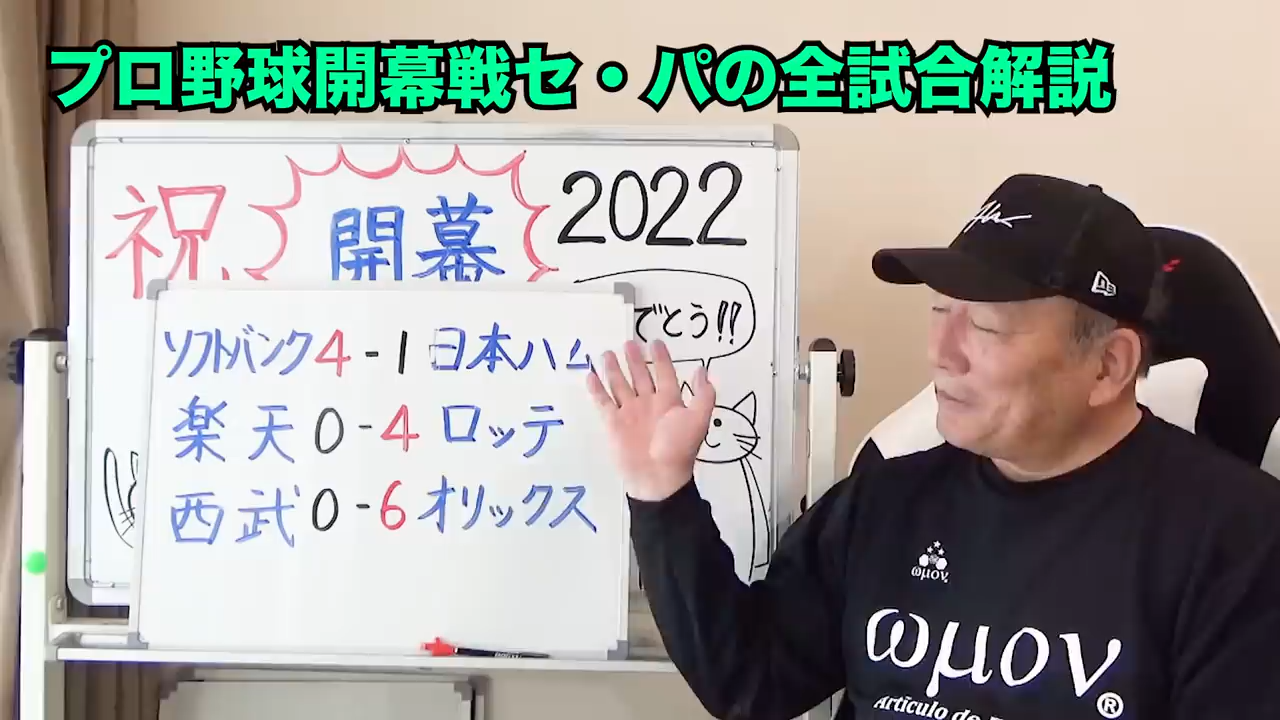 プロ野球開幕戦セ・パの全試合解説
祝
開幕
2022
でとう!!
ソフトバンク4-1日本ハム
楽天0-4ロッテ
西武0-6オリックス
ωμον
ωμον®
Artículo de